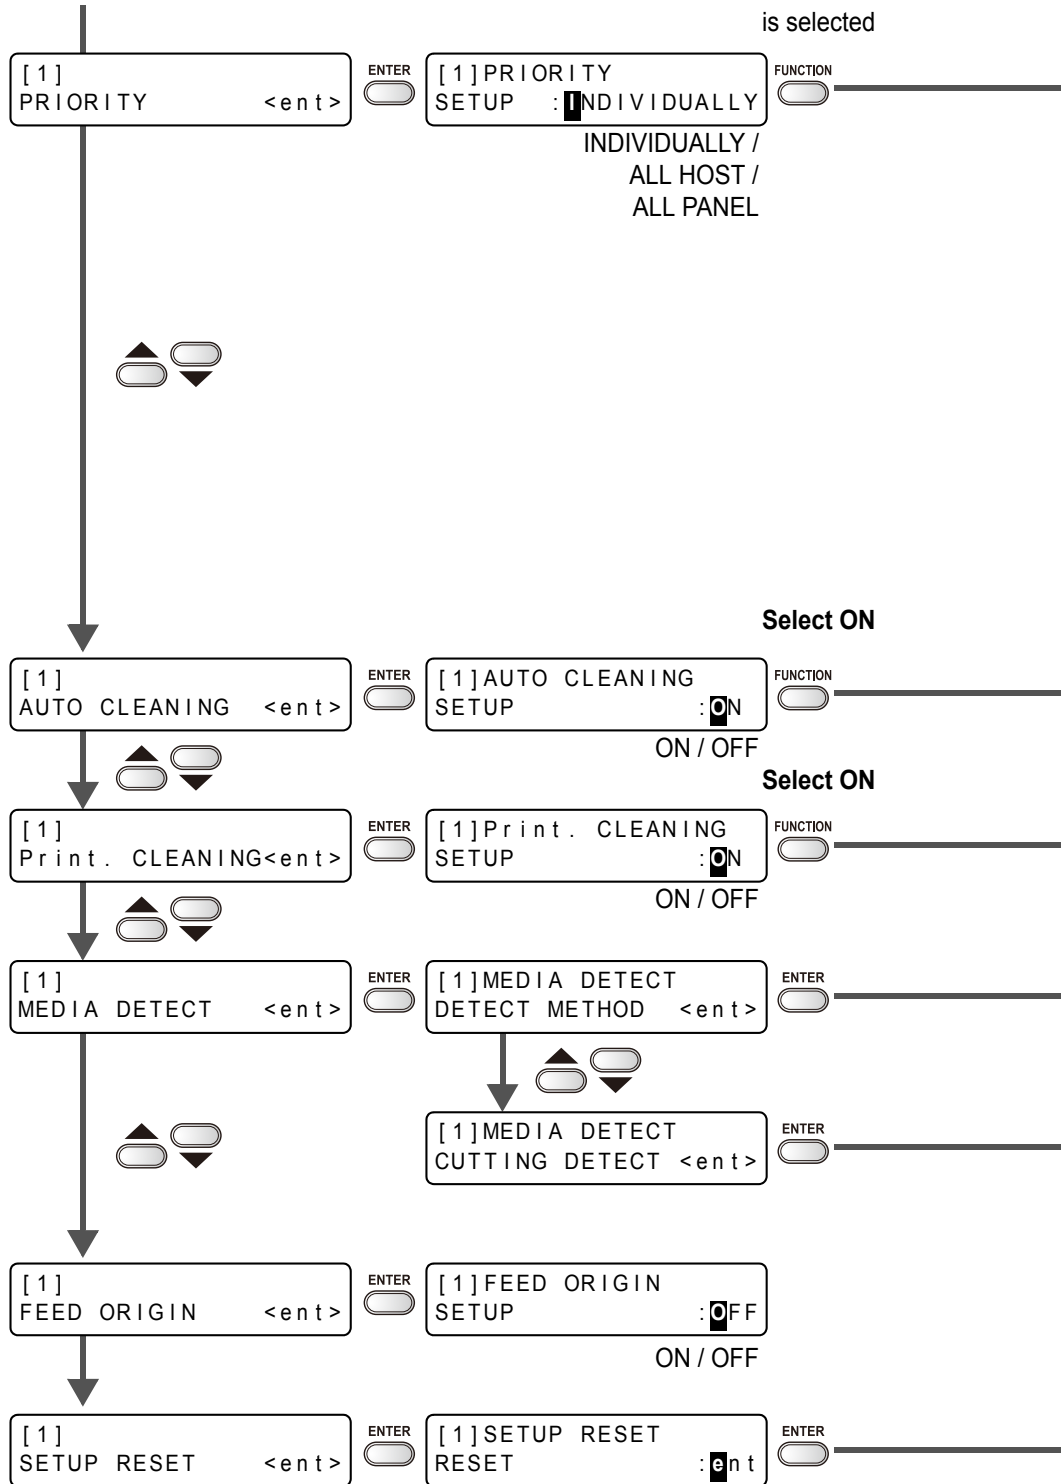 is selected
[1]
PRIORITY <ent>
ENTER
[1]PRIORITY
SETUP :INDIVIDUALLY
FUNCTION
INDIVIDUALLY /
ALL HOST /
ALL PANEL
Select ON
[1]
AUTO CLEANING <ent>
ENTER
[1]AUTO CLEANING
SETUP :ON
FUNCTION
ON / OFF
Select ON
[1]
Print. CLEANING<ent>
ENTER
[1]Print. CLEANING
SETUP :ON
FUNCTION
ON / OFF
[1]
MEDIA DETECT <ent>
ENTER
[1]MEDIA DETECT
DETECT METHOD <ent>
ENTER
[1]MEDIA DETECT
CUTTING DETECT <ent>
ENTER
[1]
FEED ORIGIN <ent>
ENTER
[1]FEED ORIGIN
SETUP :OFF
ON / OFF
[1]
SETUP RESET <ent>
ENTER
[1]SETUP RESET
RESET :ent
ENTER